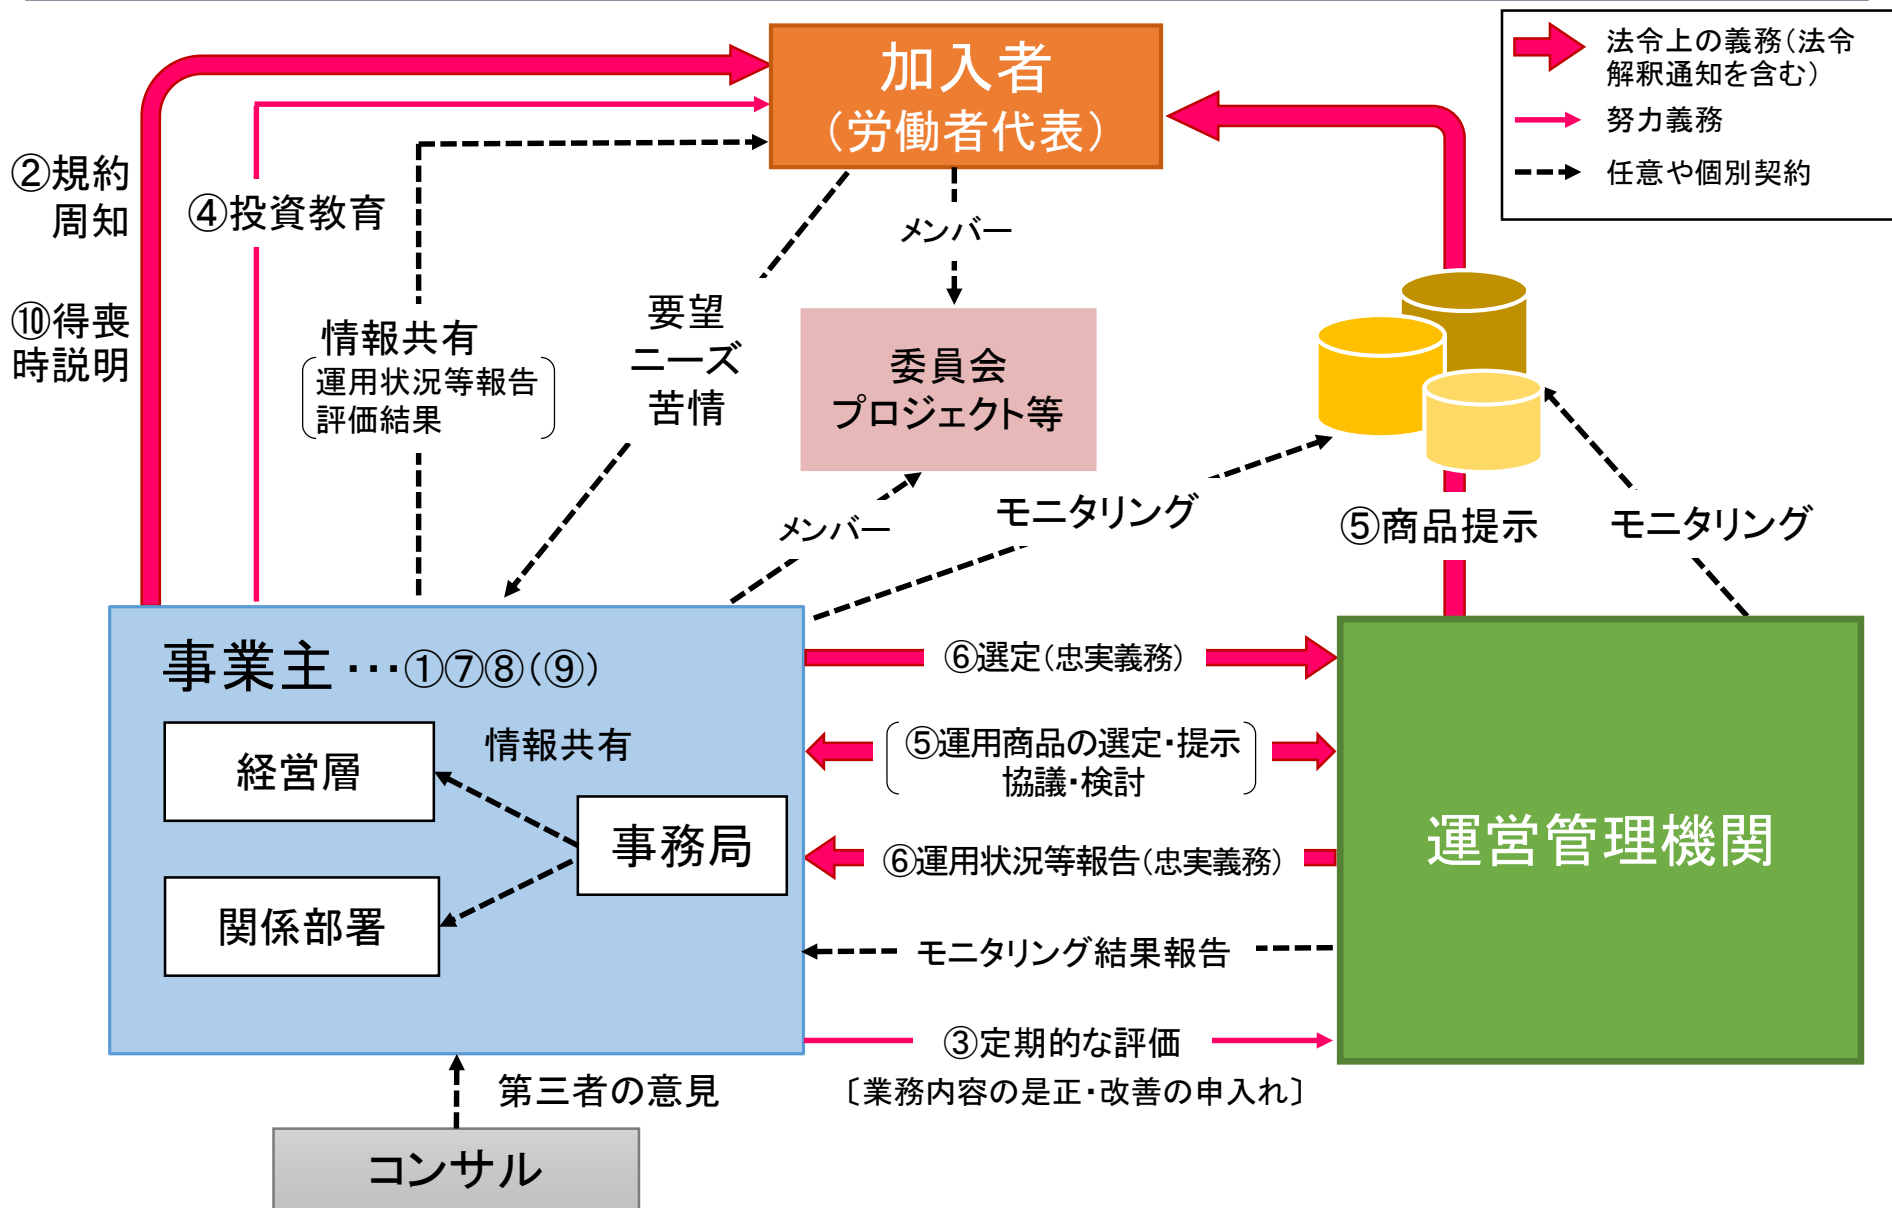 加入者
（労働者代表）
法令上の義務（法令
解釈通知を含む）
努力義務
任意や個別契約
②規約
周知
④投資教育
メンバー
⑩得喪
時説明
情報共有
運用状況等報告
評価結果
要望
ニーズ
苦情
委員会
プロジェクト等
メンバー
モニタリング
⑤商品提示
モニタリング
事業主…①⑦⑧（⑨）
⑥選定（忠実義務）
経営層
情報共有
⑤運用商品の選定・提示
協議・検討
事務局
⑥運用状況等報告（忠実義務）
運営管理機関
関係部署
モニタリング結果報告
③定期的な評価
〔業務内容の是正・改善の申入れ〕
第三者の意見
コンサル